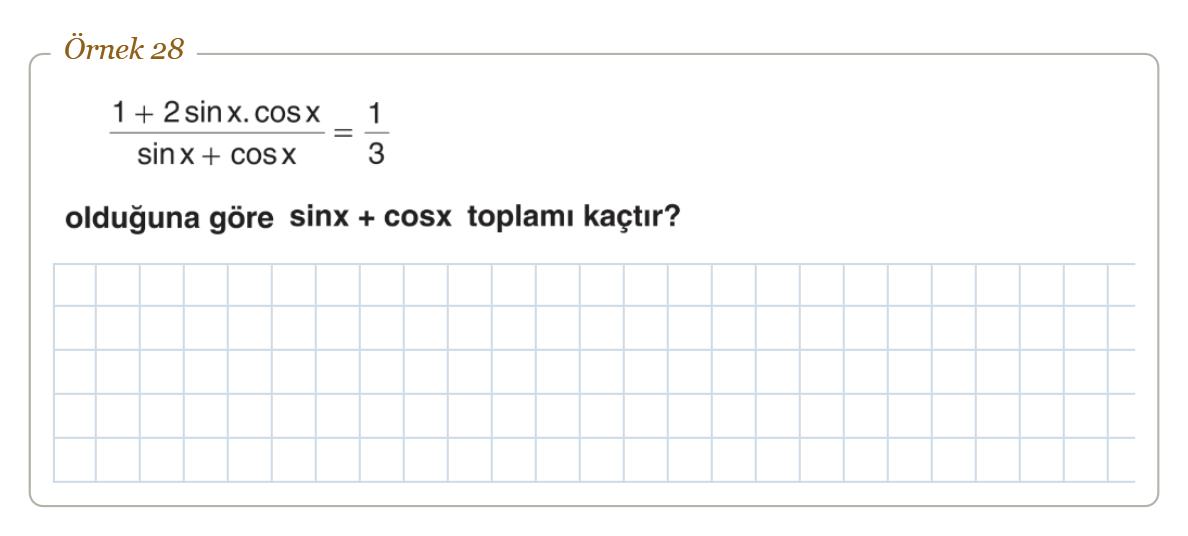 Örnek 28
1 + 2 sin x. cos x
sin x + cos x
= 1
3
olduğuna göre sinx + cosx toplamı kaçtır?